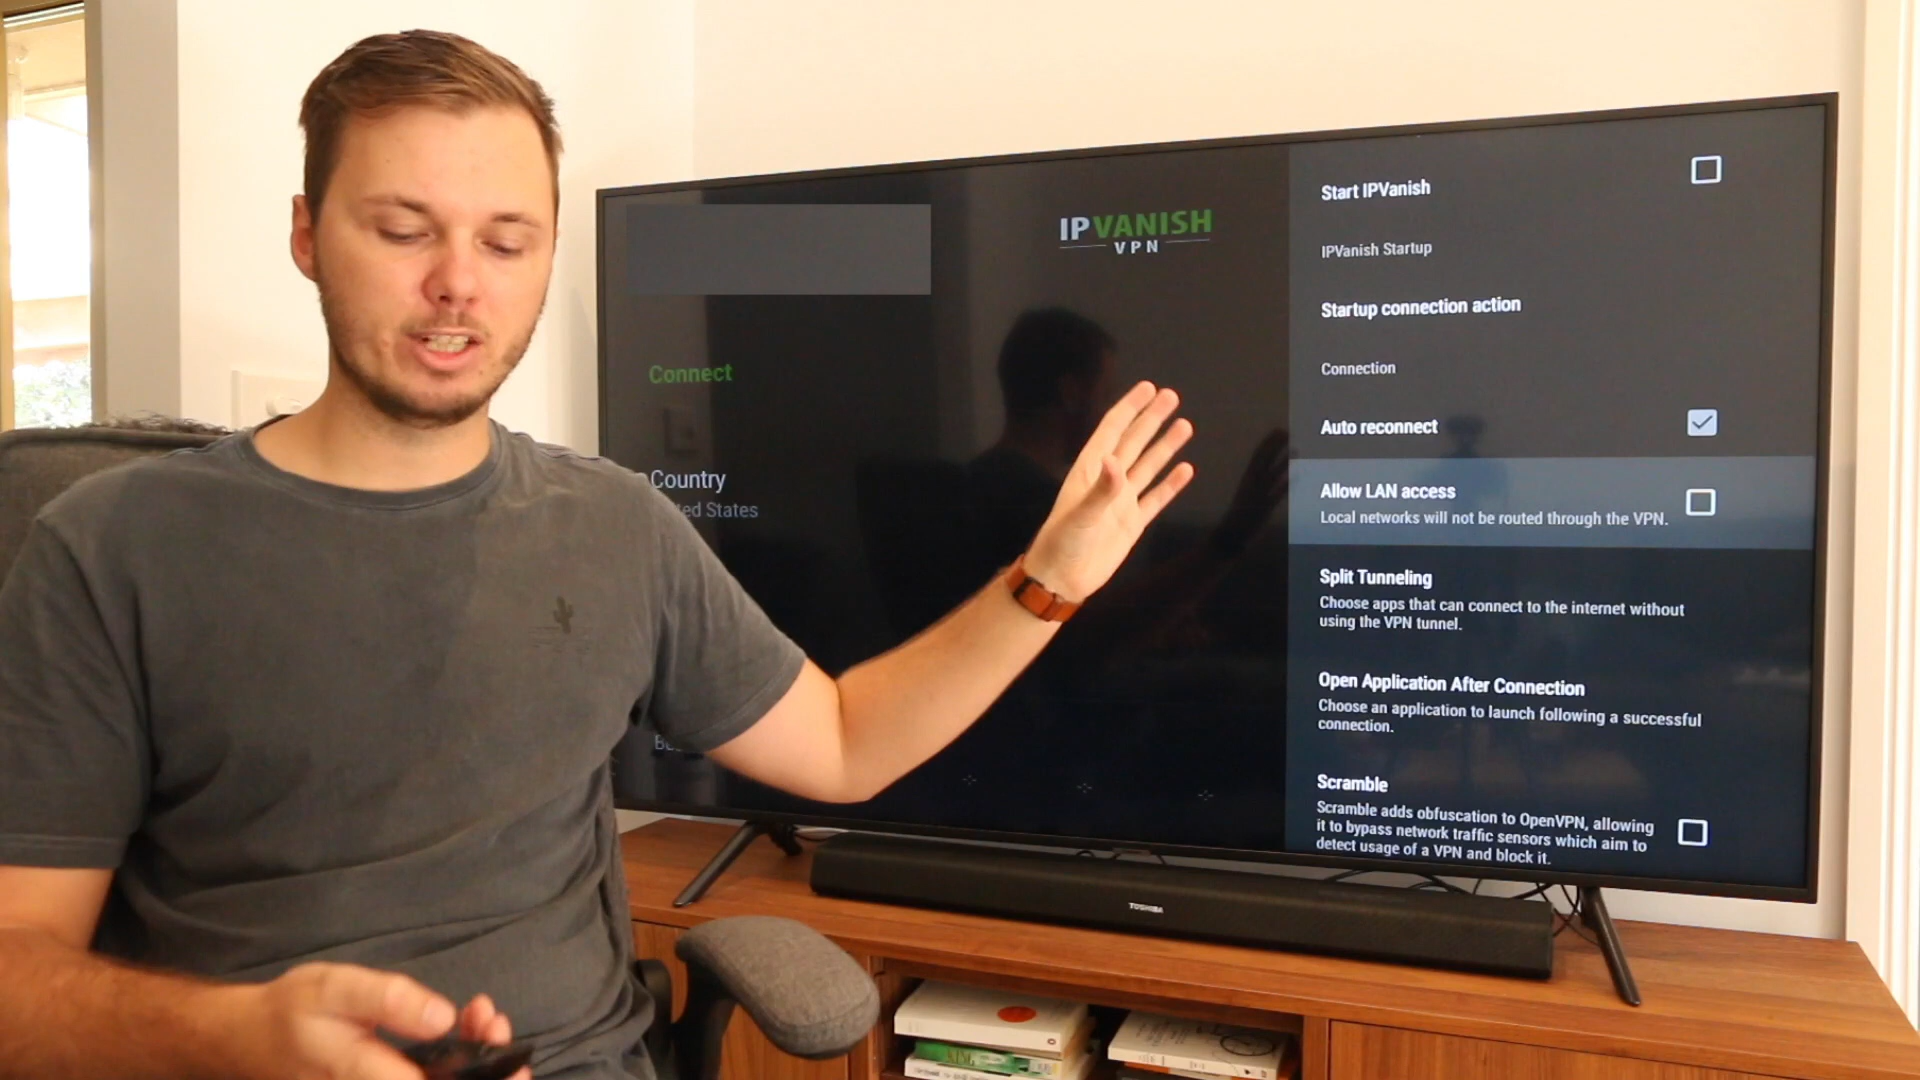 IPVANISH
VPN
Connect
Country
ted States
Start IPVanish
IPVanish Startup
Startup connection action
Connection
Auto reconnect
Allow LAN access
Local networks will not be routed through the VPN.
Split Tunneling
Choose apps that can connect to the internet without
using the VPN tunnel.
Open Application After Connection
Choose an application to launch following a successful
connection.
Scramble
Scramble adds obfuscation to OpenVPN, allowing
it to bypass network traffic sensors which aim to
detect usage of a VPN and block it.
TOSHIBA